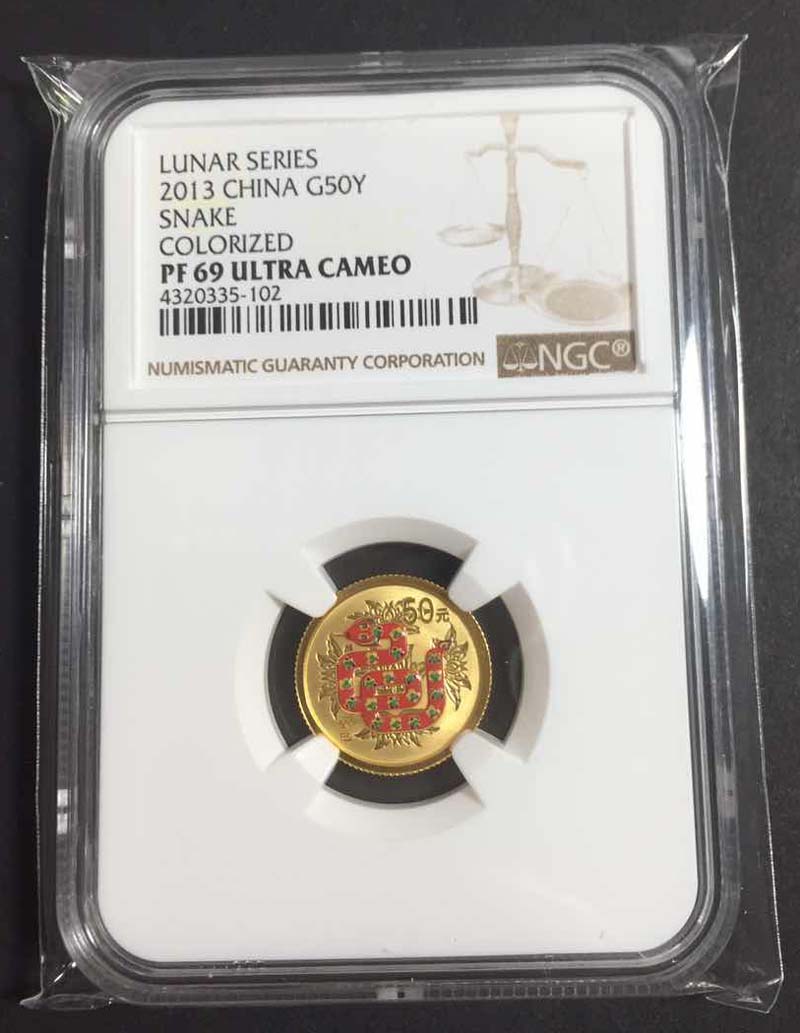 LUNAR SERIES
2013 CHINA G50Y
SNAKE
COLORIZED
PF 69 ULTRA CAMEO
4320335-102
NUMISMATIC GUARANTY CORPORATION
NGC®
50元